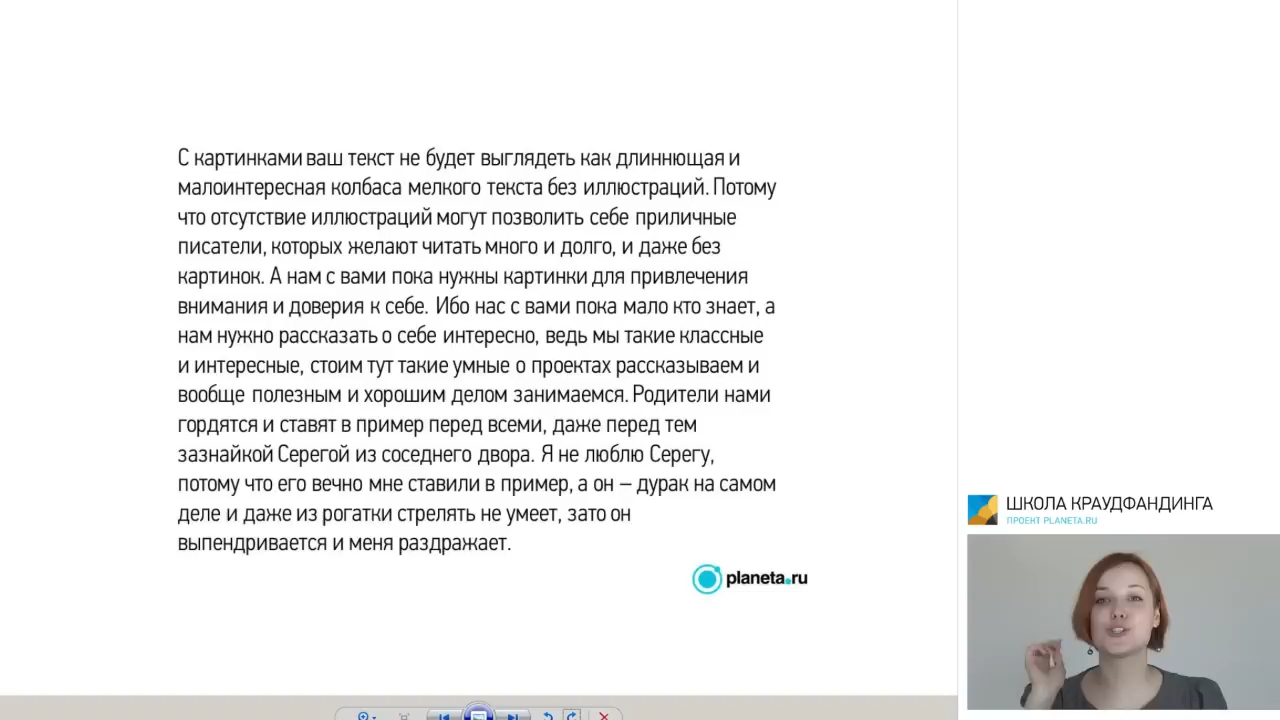 С картинками ваш текст не будет выглядеть как длиннющая и
малоинтересная колбаса мелкого текста без иллюстраций. Потому
что отсутствие иллюстраций могут позволить себе приличные
писатели, которых желают читать много и долго, и даже без
картинок. А нам с вами пока нужны картинки для привлечения
внимания и доверия к себе. Ибо нас с вами пока мало кто знает, а
нам нужно рассказать о себе интересно, ведь мы такие классные
и интересные, стоим тут такие умные о проектах рассказываем и
вообще полезным и хорошим делом занимаемся. Родители нами
гордятся и ставят в пример перед всеми, даже перед тем
зазнайкой Серегой из соседнего двора. Я не люблю Серегу,
потому что его вечно мне ставили в пример, а он – дурак на самом
деле и даже из рогатки стрелять не умеет, зато он
выпендривается и меня раздражает.
planeta.ru
ШКОЛА КРАУДФАНДИНГА
ПРОЕКТ PLANETA.RU